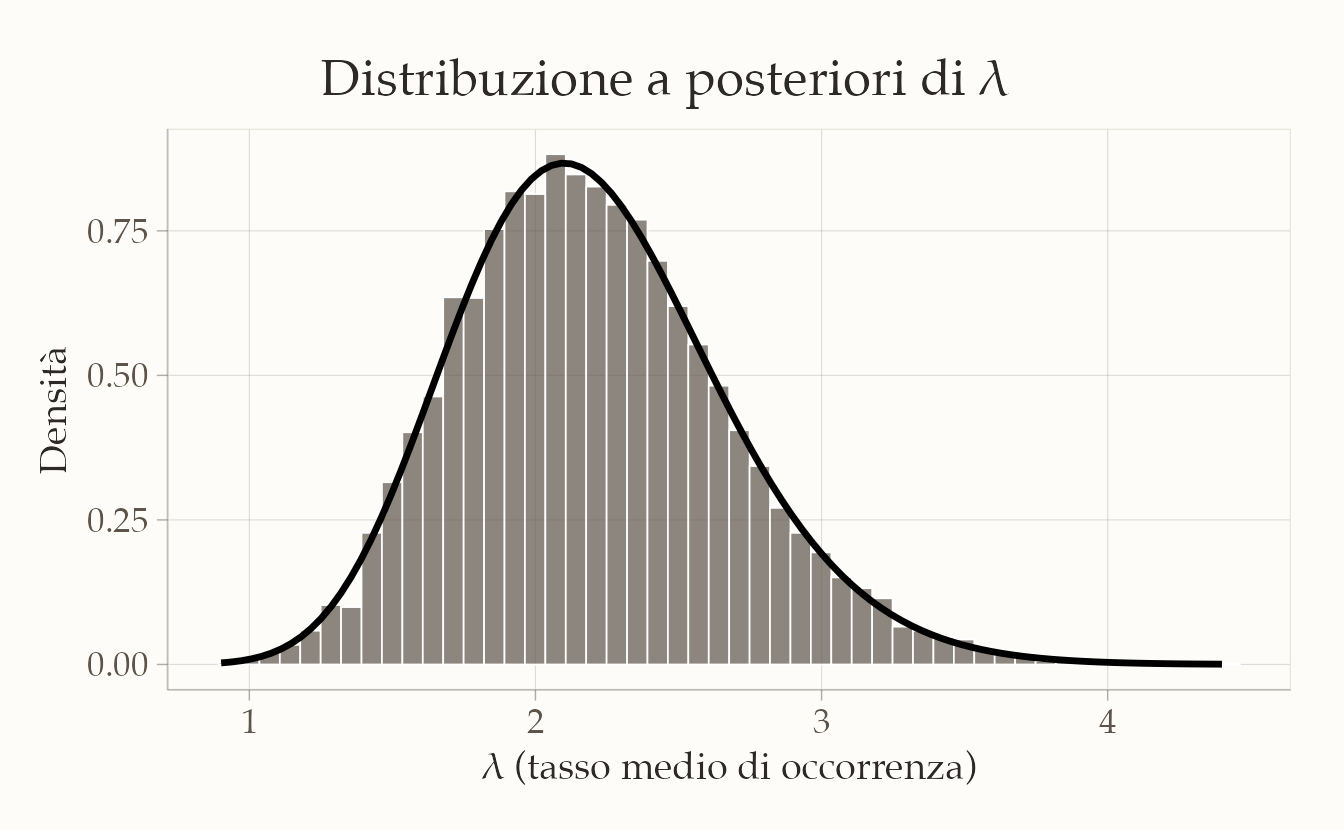 Distribuzione a posteriori di λ
Densità
0.75
0.50
0.25
0.00
1 2 3 4
λ (tasso medio di occorrenza)